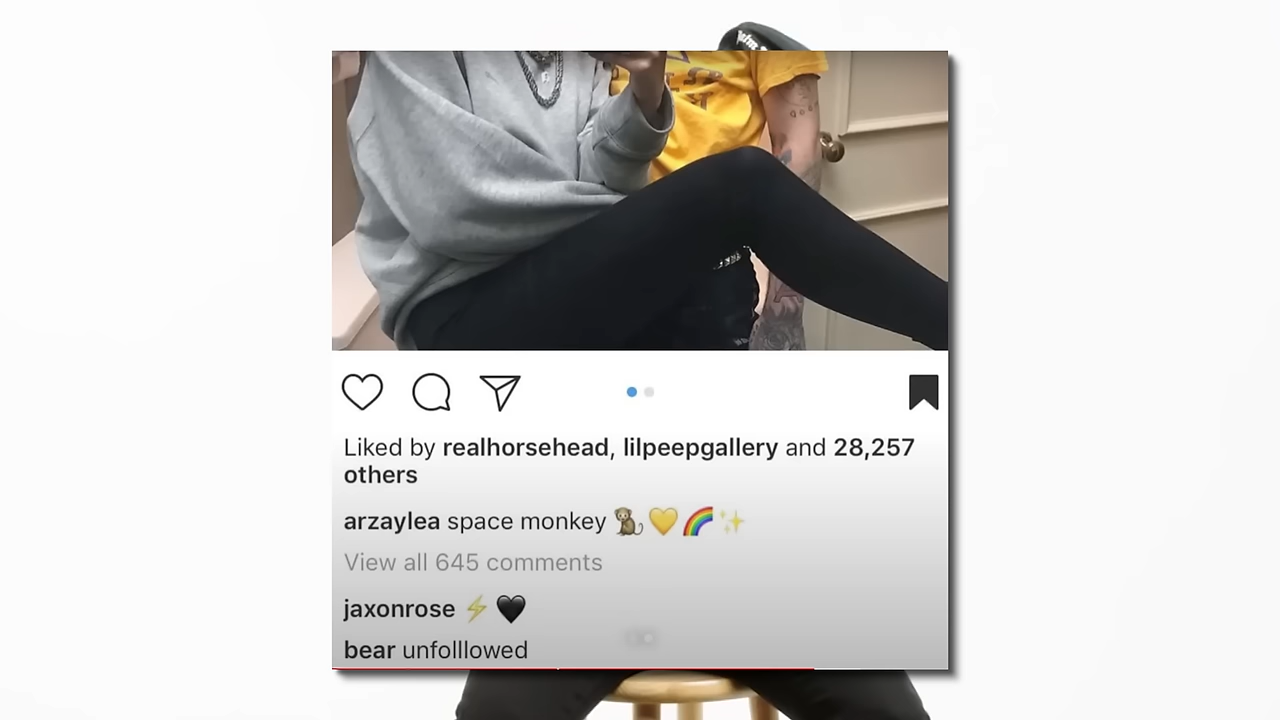 Liked by realhorsehead, lilpeepgallery and 28,257
others
arzaylea space monkey 🐒💛🌈✨
View all 645 comments
jaxonrose ⚡🖤
bear unfolllowed